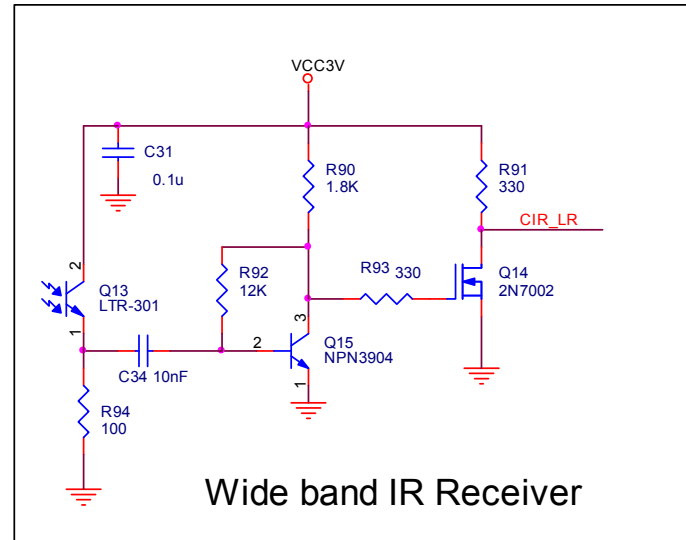 VCC3V
C31
0.1u
R90
1.8K
R91
330
CIR_LR
2
Q13
LTR-301
1
R92
12K
R93 330
Q14
2N7002
3
2
Q15
NPN3904
1
C34 10nF
R94
100
Wide band IR Receiver